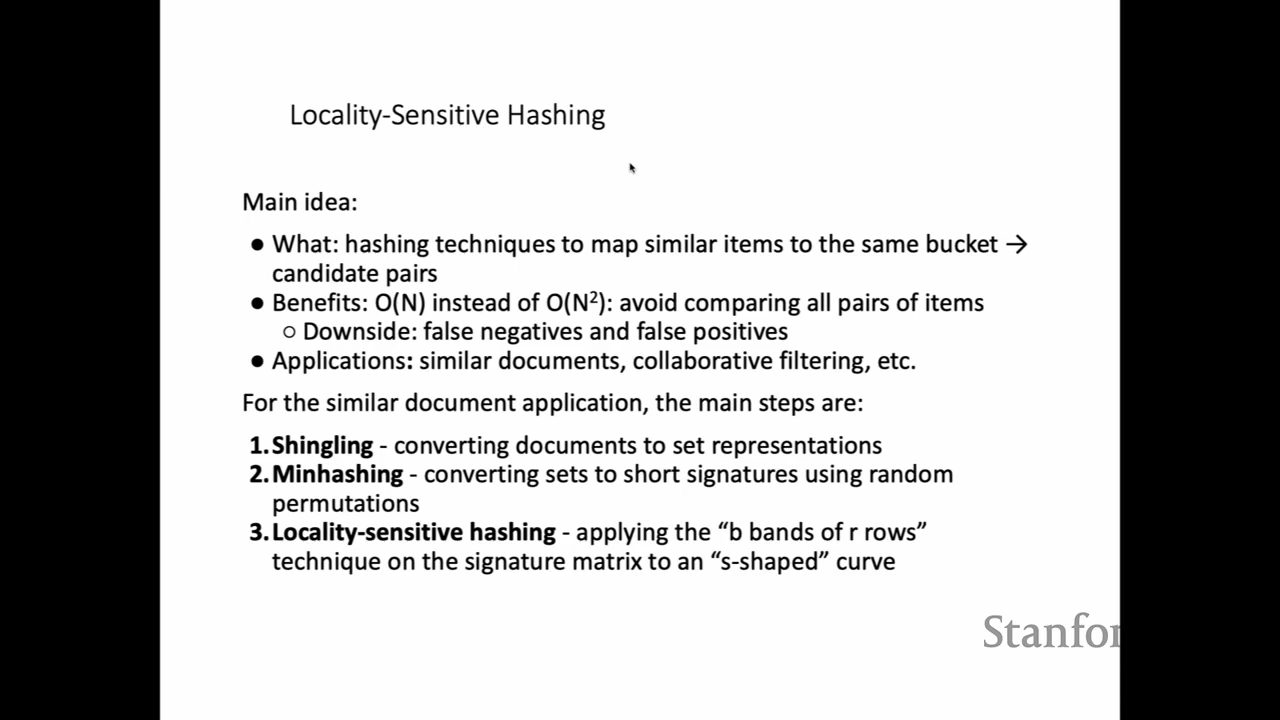 Locality-Sensitive Hashing
Main idea:
● What: hashing techniques to map similar items to the same bucket →
candidate pairs
● Benefits: O(N) instead of O(N²): avoid comparing all pairs of items
○ Downside: false negatives and false positives
● Applications: similar documents, collaborative filtering, etc.
For the similar document application, the main steps are:
1. Shingling - converting documents to set representations
2. Minhashing - converting sets to short signatures using random
permutations
3. Locality-sensitive hashing - applying the “b bands of r rows”
technique on the signature matrix to an “s-shaped” curve
Stanfor